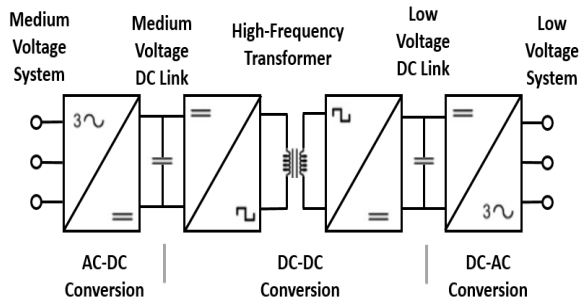 Medium
Voltage
System
Medium
Voltage
DC Link
High-Frequency
Transformer
Low
Voltage
DC Link
Low
Voltage
System
3
3
AC-DC
Conversion
DC-DC
Conversion
DC-AC
Conversion